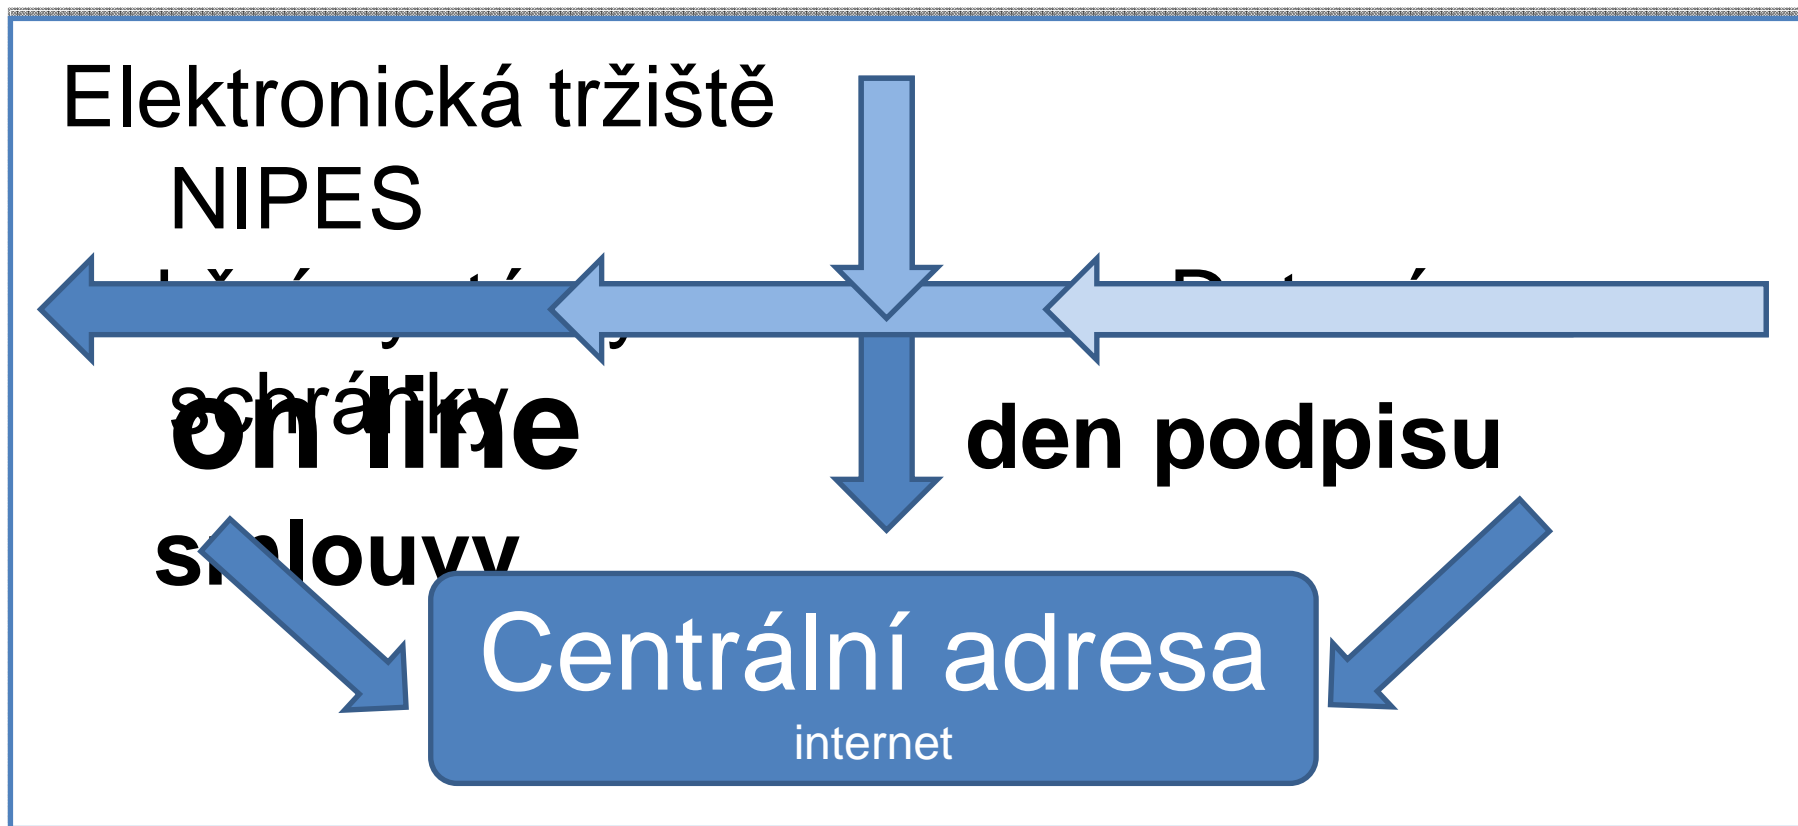 Elektronická tržiště
NIPES
schránky
on line
den podpisu
smlouvy
Centrální adresa
internet